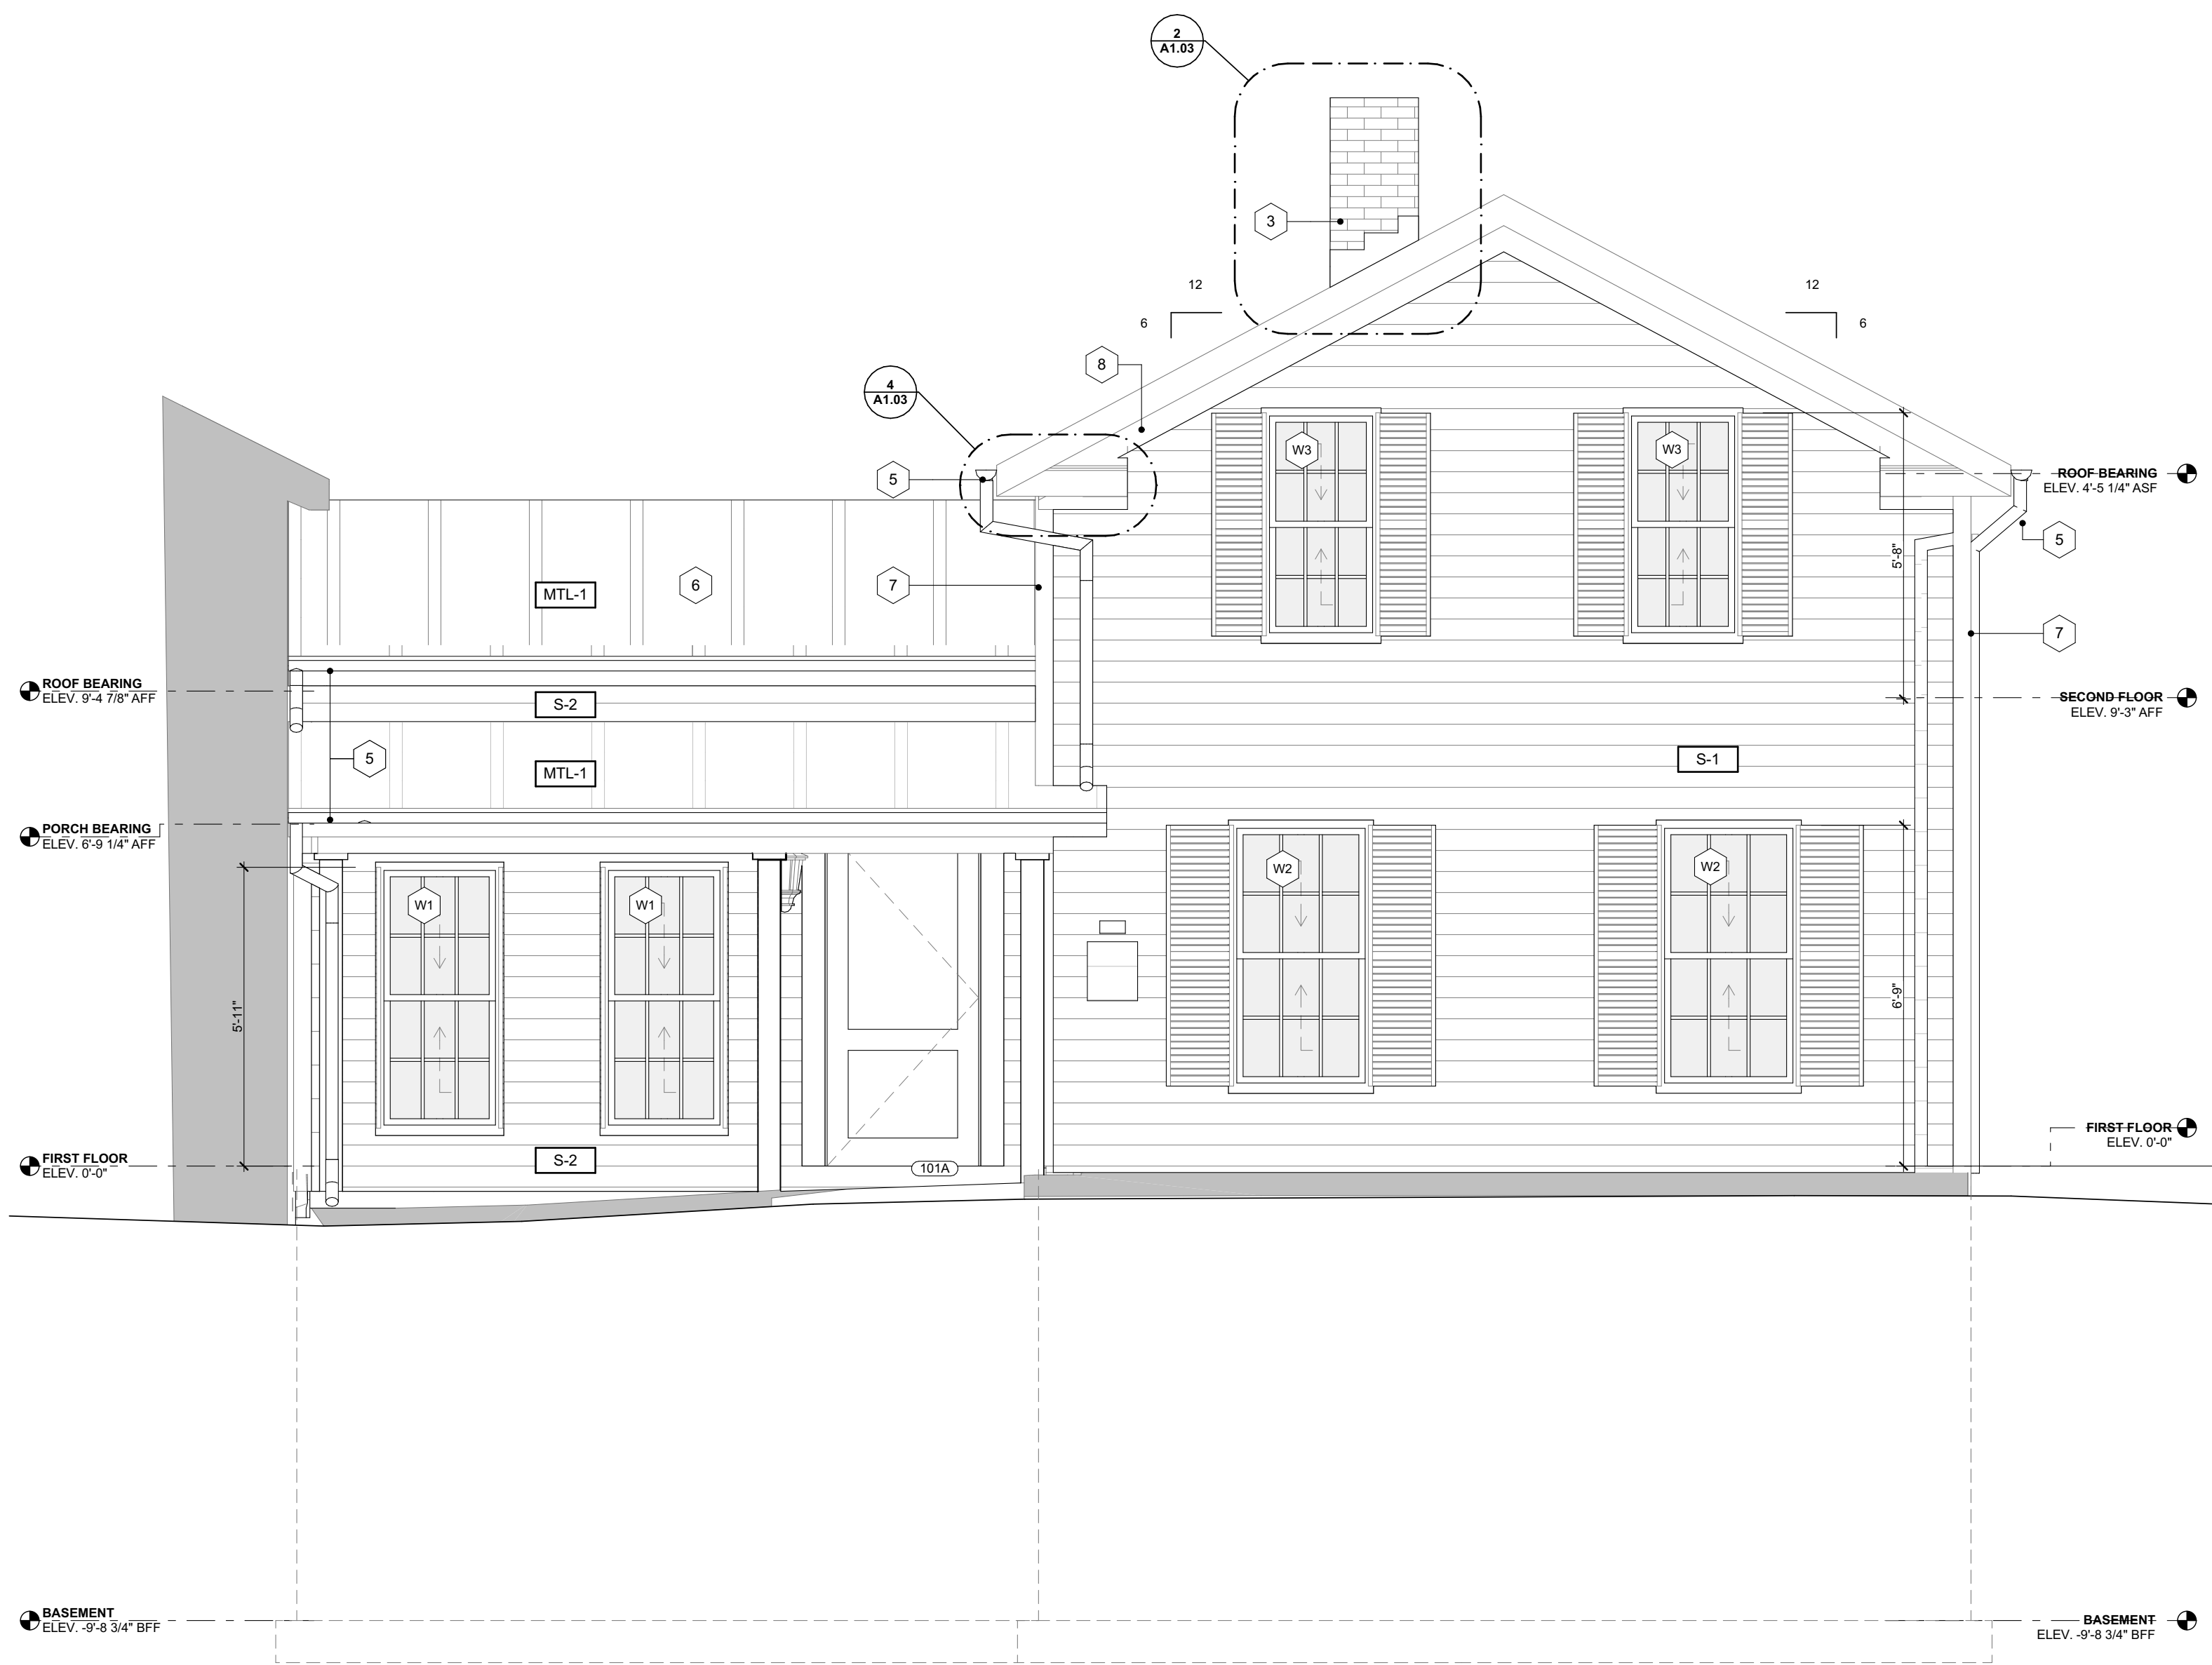 2
A1.03
3
12
6
12
6
8
4
A1.03
5
W3
W3
ROOF BEARING
ELEV. 4'-5 1/4" ASF
5
5'-8"
MTL-1
6
7
7
ROOF BEARING
ELEV. 9'-4 7/8" AFF
S-2
SECOND FLOOR
ELEV. 9'-3" AFF
5
MTL-1
S-1
PORCH BEARING
ELEV. 6'-9 1/4" AFF
W1
W1
W2
W2
5'-11"
6'-9"
FIRST FLOOR
ELEV. 0'-0"
S-2
101A
FIRST FLOOR
ELEV. 0'-0"
BASEMENT
ELEV. -9'-8 3/4" BFF
BASEMENT
ELEV. -9'-8 3/4" BFF